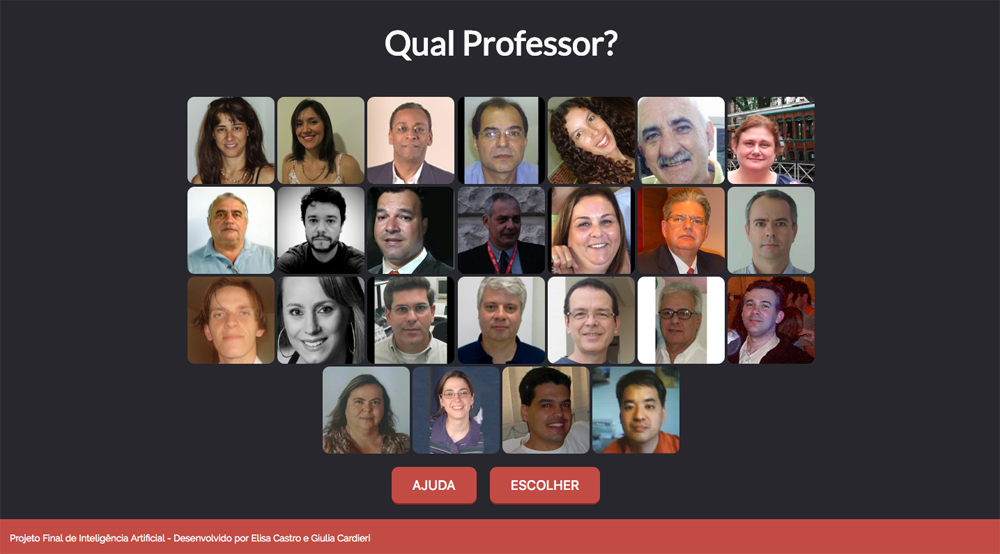 Qual Professor?
AJUDA
ESCOLHER
Projeto Final de Inteligência Artificial - Desenvolvido por Elisa Castro e Giulia Cardieri